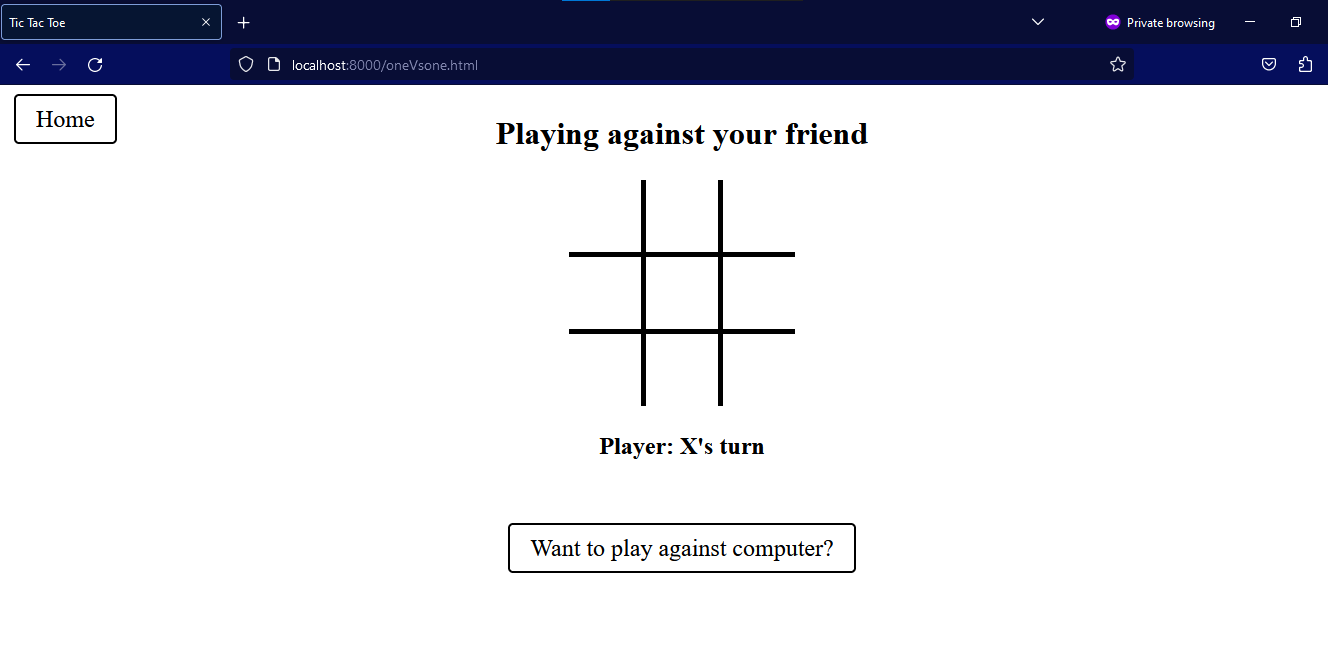 Tic Tac Toe
Private browsing
localhost:8000/oneVsone.html
Home
Playing against your friend
Player: X's turn
Want to play against computer?